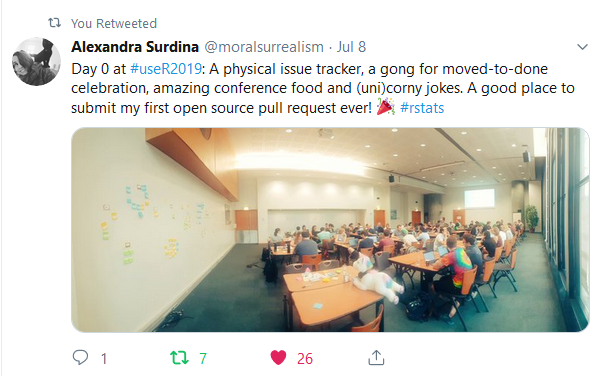 You Retweeted
Alexandra Surdina @moralsurrealism · Jul 8
Day 0 at #useR2019: A physical issue tracker, a gong for moved-to-done
celebration, amazing conference food and (uni)corny jokes. A good place to
submit my first open source pull request ever! 🎉 #rstats
1 7 26